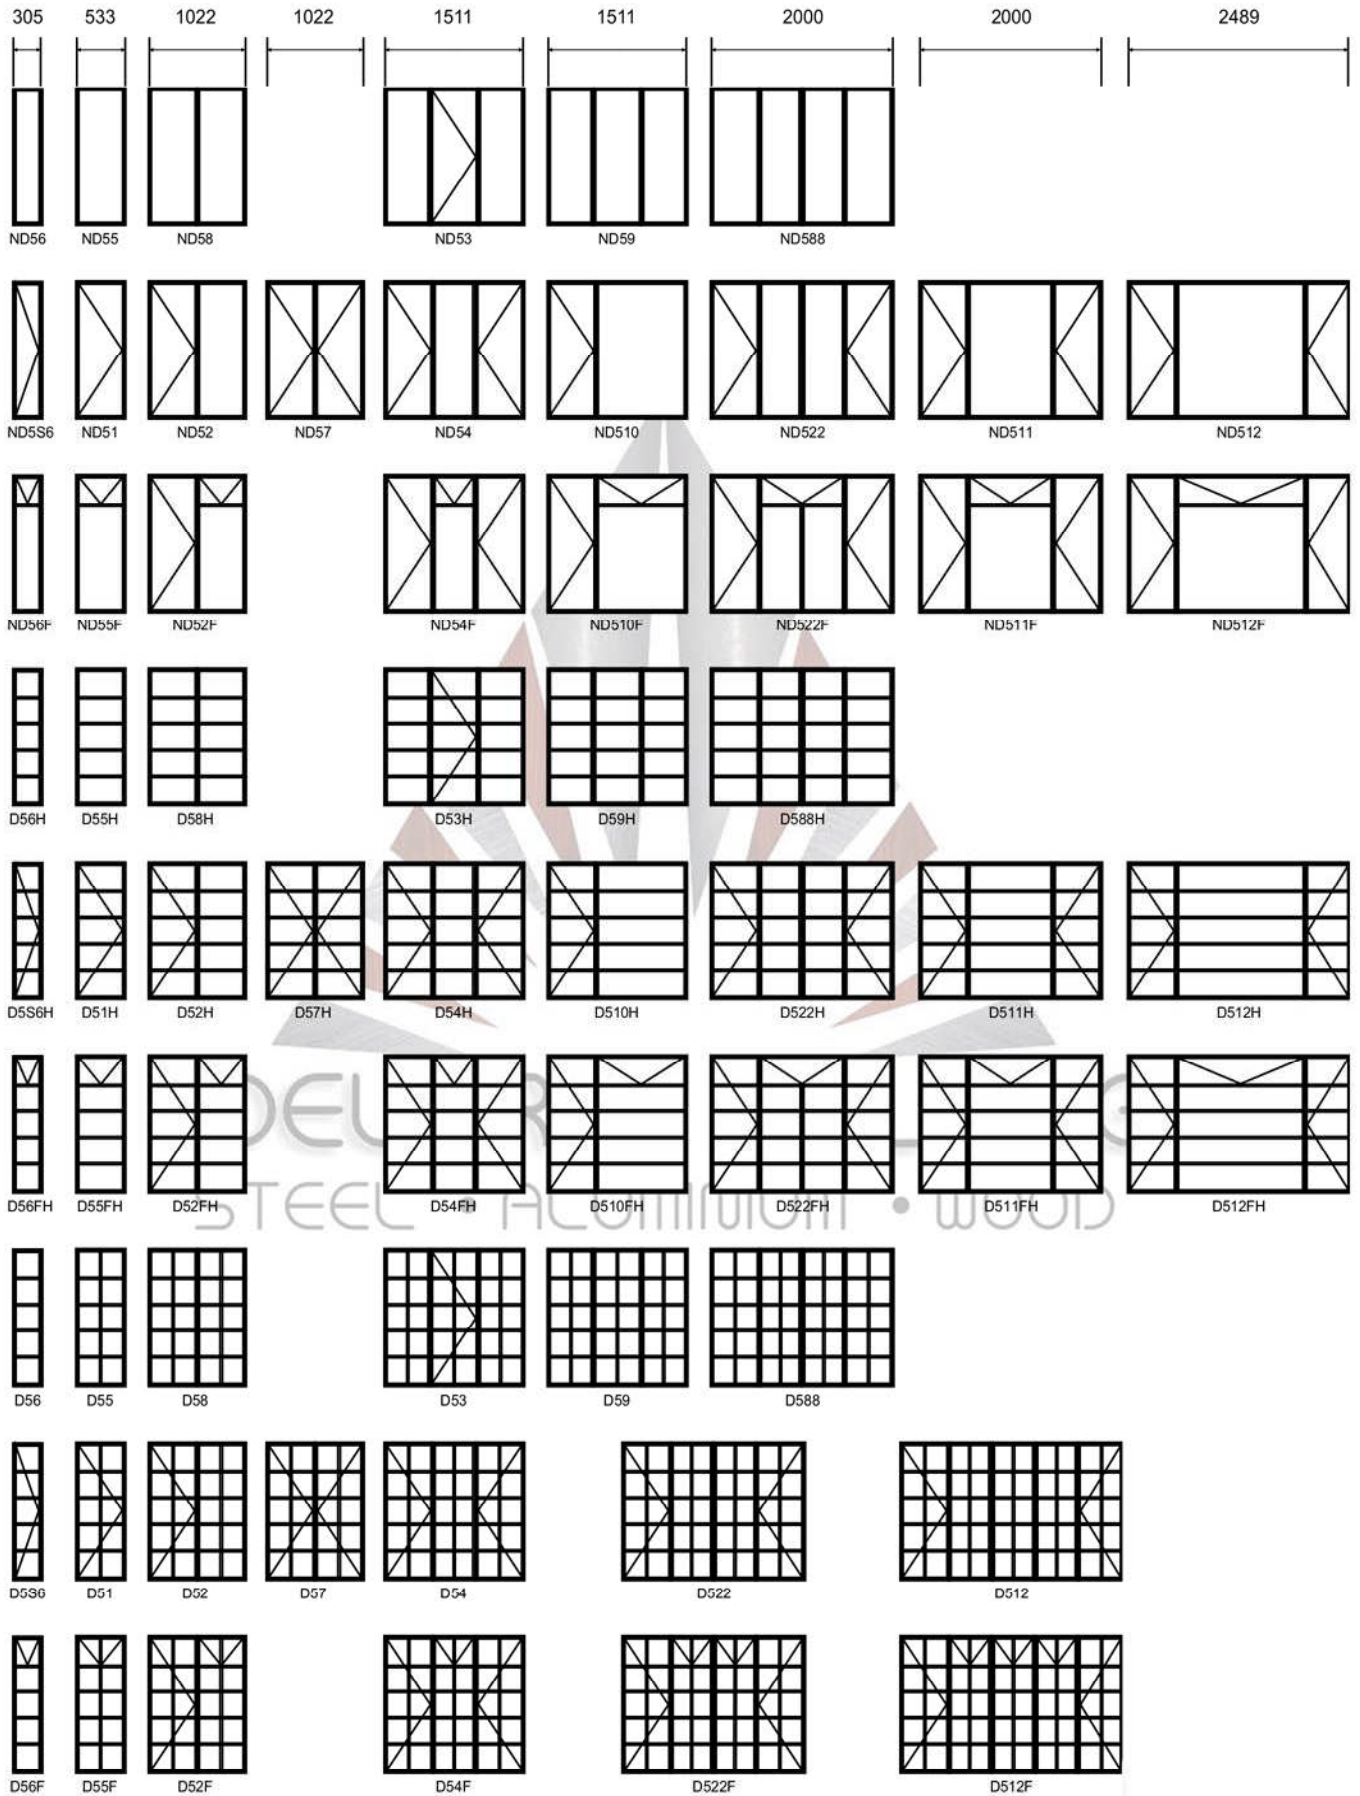 305 533 1022 1022 1511 1511 2000 2000 2489
ND56 ND55 ND58 ND53 ND59 ND588
ND5S6 ND51 ND52 ND57 ND54 ND510 ND522 ND511 ND512
ND56F ND55F ND52F ND54F ND510F ND522F ND511F ND512F
D56H D55H D58H D53H D59H D588H
D5S6H D51H D52H D57H D54H D510H D522H D511H D512H
D56FH D55FH D52FH D54FH D510FH D522FH D511FH D512FH
STEEL • ALUMINIUM • WOOD
D56 D55 D58 D53 D59 D588
D5S6 D51 D52 D57 D54 D522 D512
D56F D55F D52F D54F D522F D512F